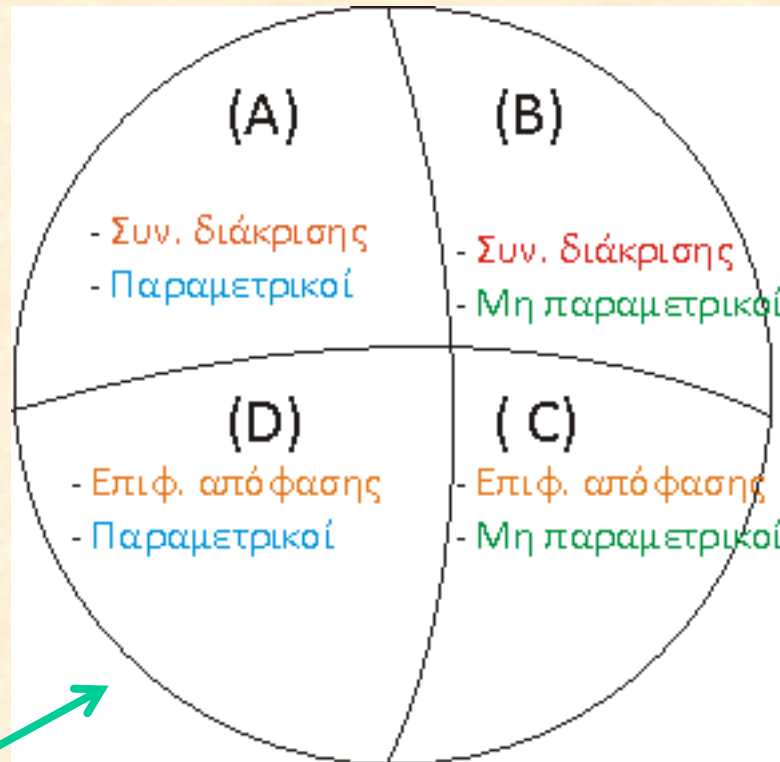 (A)
- Συν. διάκρισης
- Παραμετρικοί
(B)
- Συν. διάκρισης
- Μη παραμετρικοί
(D)
- Επιφ. απόφασης
- Παραμετρικοί
( C)
- Επιφ. απόφασης
- Μη παραμετρικοί